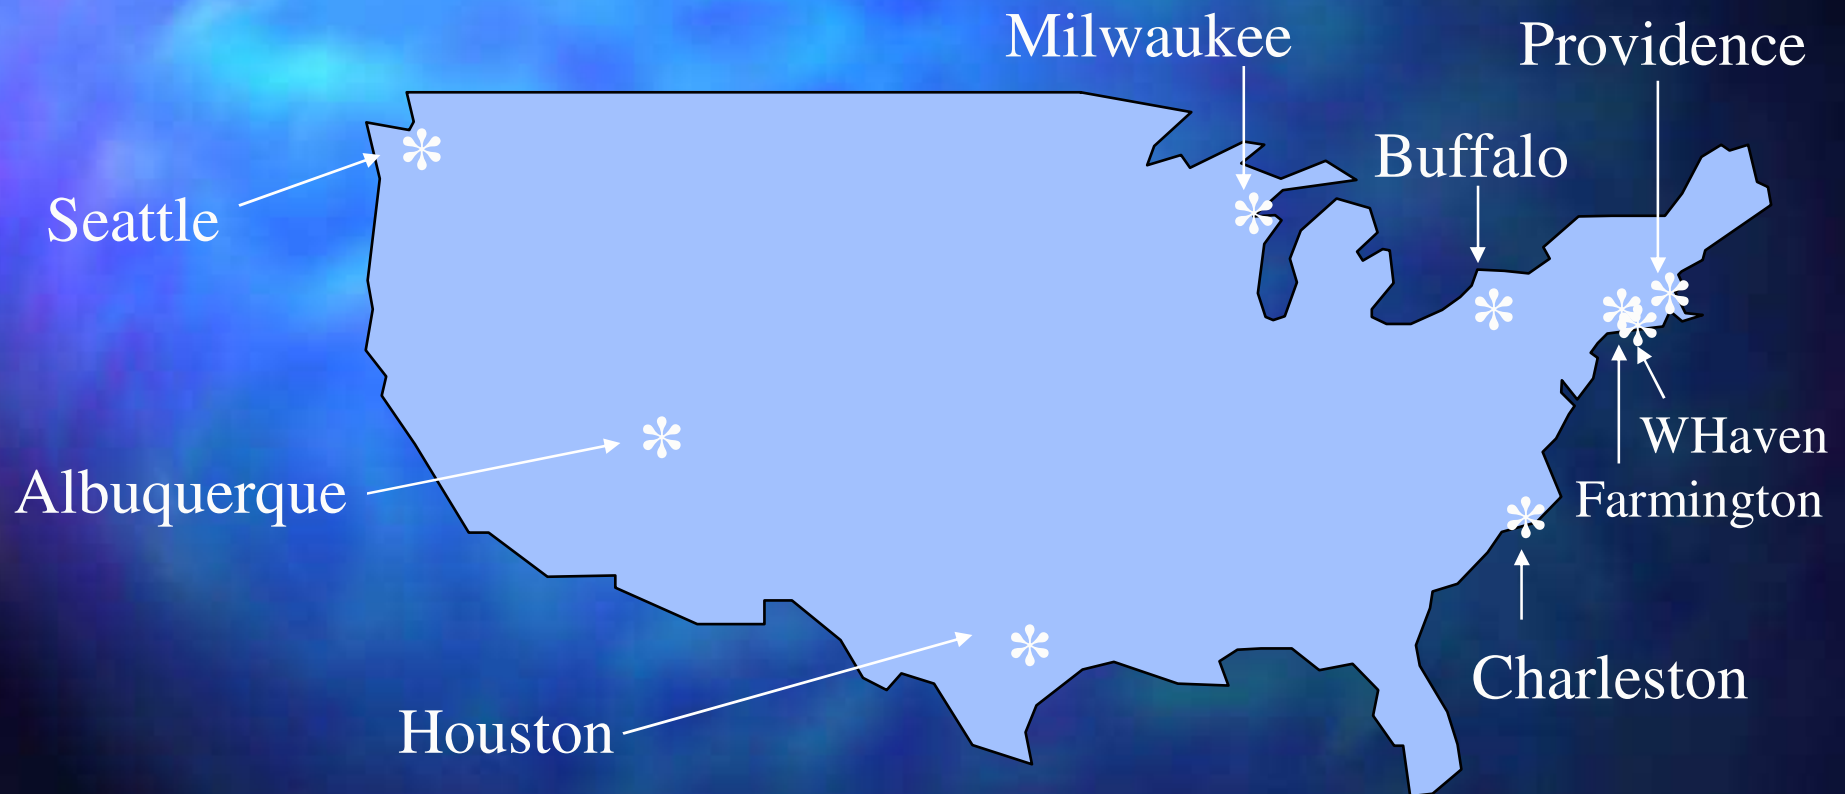 Milwaukee
Providence
Buffalo
Seattle
WHaven
Albuquerque
Farmington
Charleston
Houston